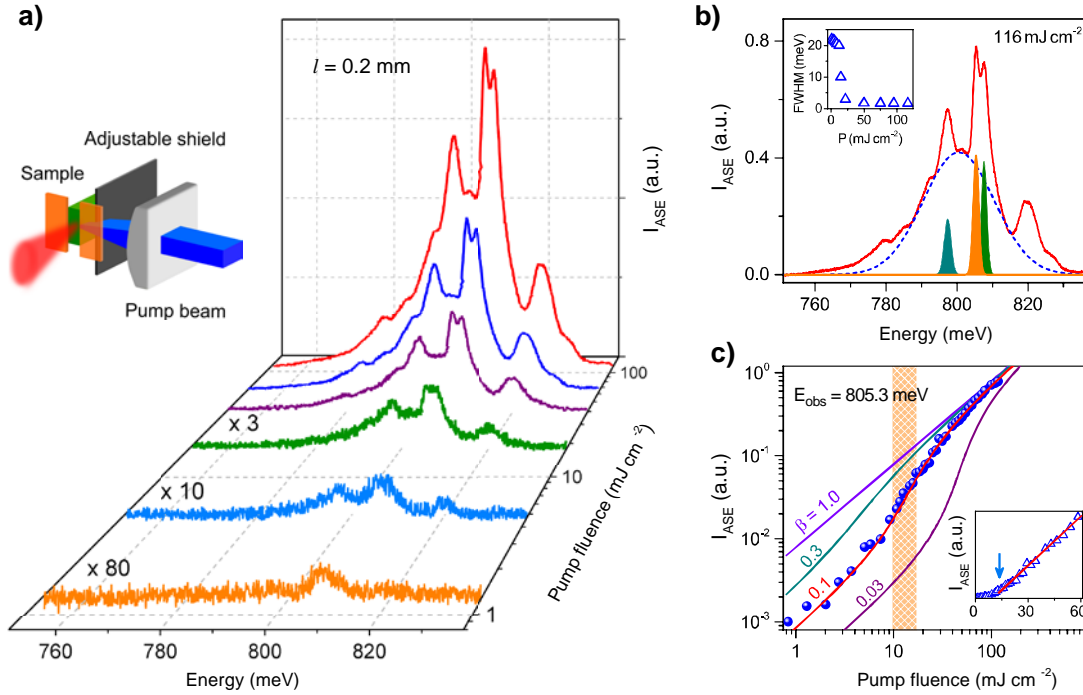 a)
l = 0.2 mm
Adjustable shield
Sample
Pump beam
I_ASE (a.u.)
x 3
x 10
x 80
100
10
1
Pump fluence (mJ cm⁻²)
760 780 800 820
Energy (meV)
b)
116 mJ cm⁻²
FWHM (meV)
20
10
0
0 50 100
P (mJ cm⁻²)
I_ASE (a.u.)
0.8
0.4
0.0
760 780 800 820
Energy (meV)
c)
E_obs = 805.3 meV
I_ASE (a.u.)
10⁰
10⁻¹
10⁻²
10⁻³
β = 1.0
0.3
0.1
0.03
I_ASE (a.u.)
0 15 30 45 60
1 10 100
Pump fluence (mJ cm⁻²)